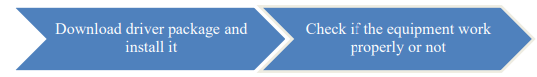 Download driver package and
install it
Check if the equipment work
properly or not